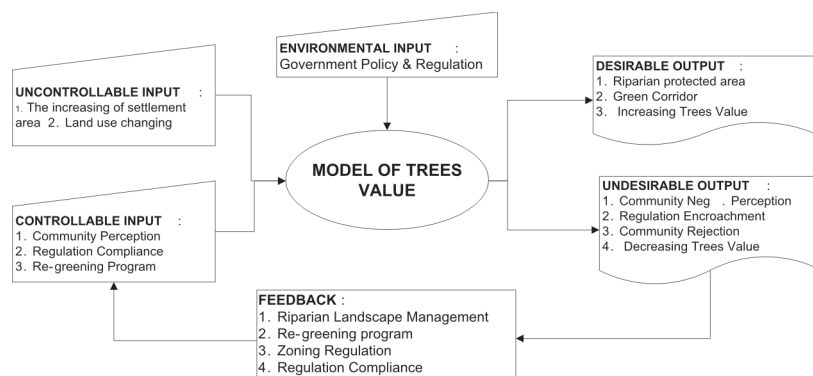 ENVIRONMENTAL INPUT :
Government Policy & Regulation
UNCONTROLLABLE INPUT :
1. The increasing of settlement
area 2. Land use changing
DESIRABLE OUTPUT :
1. Riparian protected area
2. Green Corridor
3. Increasing Trees Value
MODEL OF TREES
VALUE
CONTROLLABLE INPUT :
1. Community Perception
2. Regulation Compliance
3. Re-greening Program
UNDESIRABLE OUTPUT :
1. Community Neg . Perception
2. Regulation Encroachment
3. Community Rejection
4. Decreasing Trees Value
FEEDBACK :
1. Riparian Landscape Management
2. Re-greening program
3. Zoning Regulation
4. Regulation Compliance